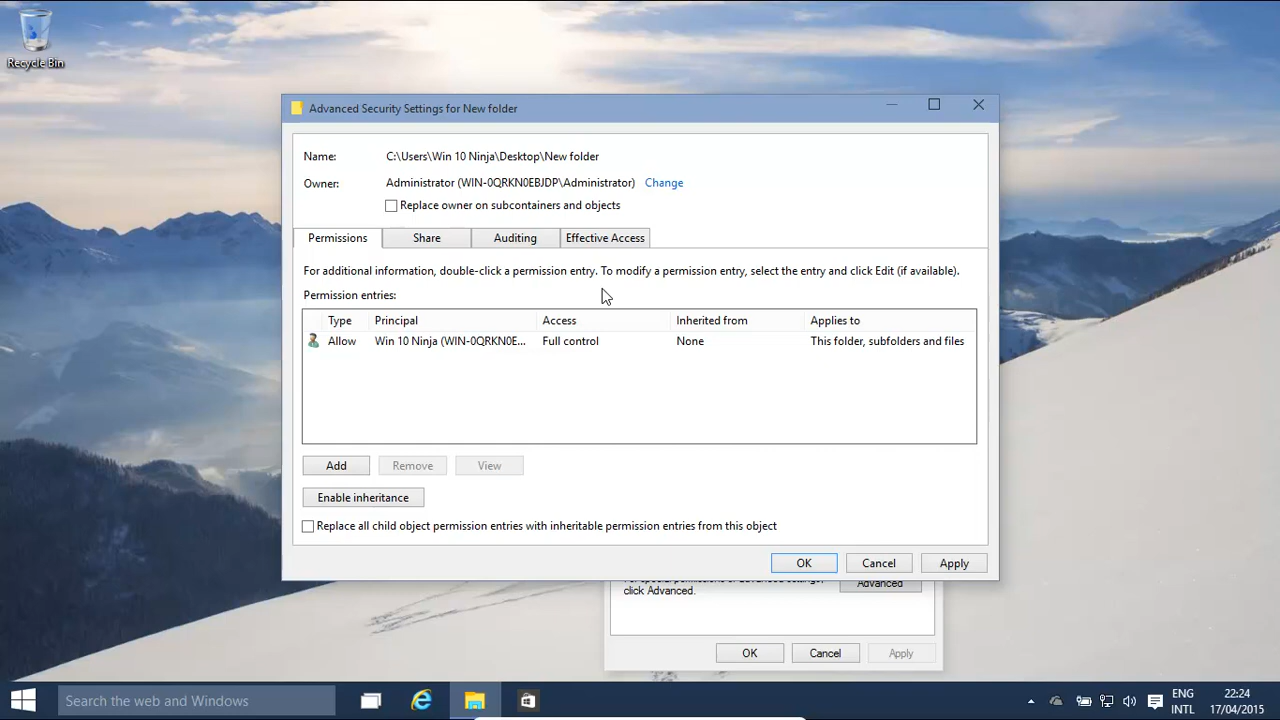 Recycle Bin
Advanced Security Settings for New folder
Name: C:\Users\Win 10 Ninja\Desktop\New folder
Owner: Administrator (WIN-0QRKN0EBJDP\Administrator) Change
Replace owner on subcontainers and objects
Permissions Share Auditing Effective Access
For additional information, double-click a permission entry. To modify a permission entry, select the entry and click Edit (if available).
Permission entries:
Type Principal Access Inherited from Applies to
Allow Win 10 Ninja (WIN-0QRKN0E... Full control None This folder, subfolders and files
Add Remove View
Enable inheritance
Replace all child object permission entries with inheritable permission entries from this object
OK Cancel Apply
For special permissions or advanced settings, Advanced
click Advanced.
OK Cancel Apply
Search the web and Windows
ENG 22:24
INTL 17/04/2015